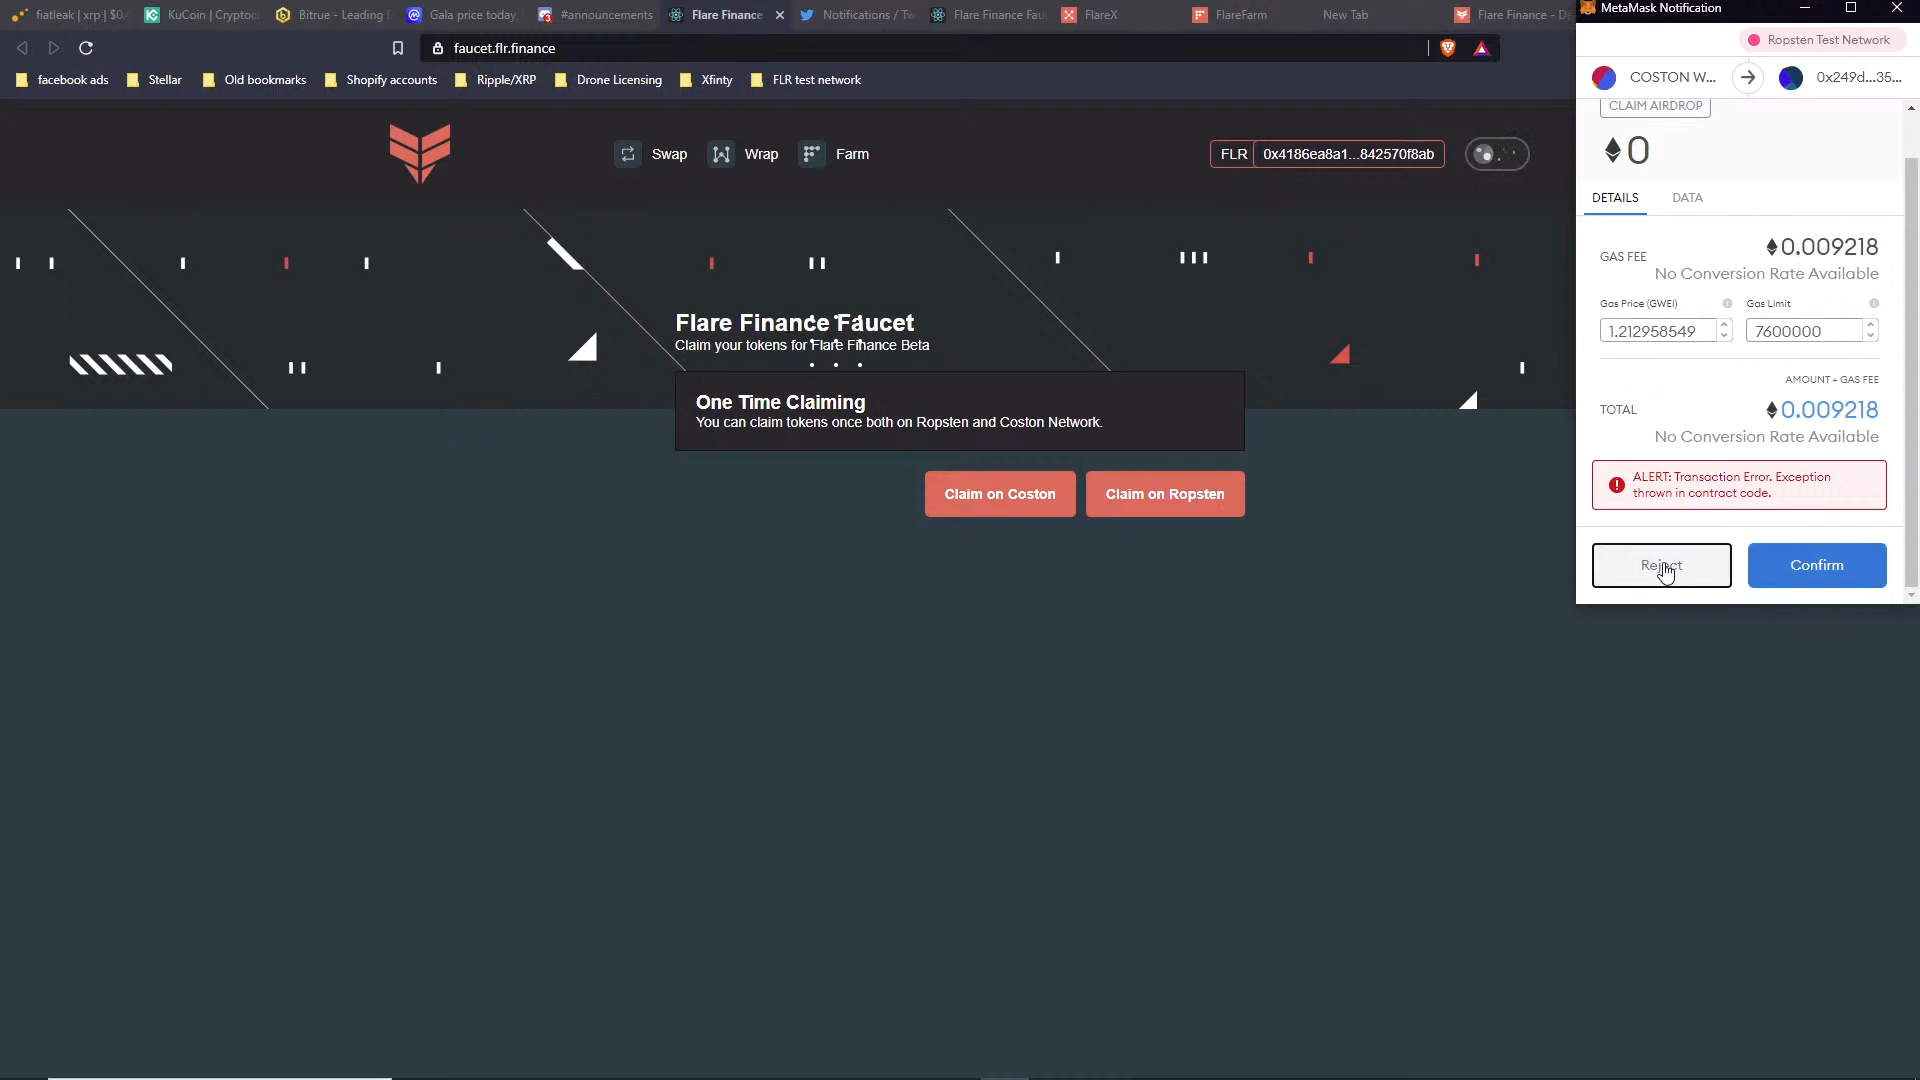 fiatleak | xrp | $0.
KuCoin | Cryptoc
Bitrue - Leading
Gala price today,
#announcements
Flare Finance
Notifications / Tw
Flare Finance Fau
FlareX
FlareFarm
New Tab
Flare Finance - D
MetaMask Notification
faucet.flr.finance
Ropsten Test Network
facebook ads
Stellar
Old bookmarks
Shopify accounts
Ripple/XRP
Drone Licensing
Xfinty
FLR test network
COSTON W...
0x249d...35...
CLAIM AIRDROP
0
Swap
Wrap
Farm
FLR
0x4186ea8a1...842570f8ab
DETAILS
DATA
GAS FEE
0.009218
No Conversion Rate Available
Gas Price (GWEI)
Gas Limit
1.212958549
7600000
AMOUNT + GAS FEE
TOTAL
0.009218
No Conversion Rate Available
ALERT: Transaction Error. Exception
thrown in contract code.
Reject
Confirm
Flare Finance Faucet
Claim your tokens for Flare Finance Beta
One Time Claiming
You can claim tokens once both on Ropsten and Coston Network.
Claim on Coston
Claim on Ropsten